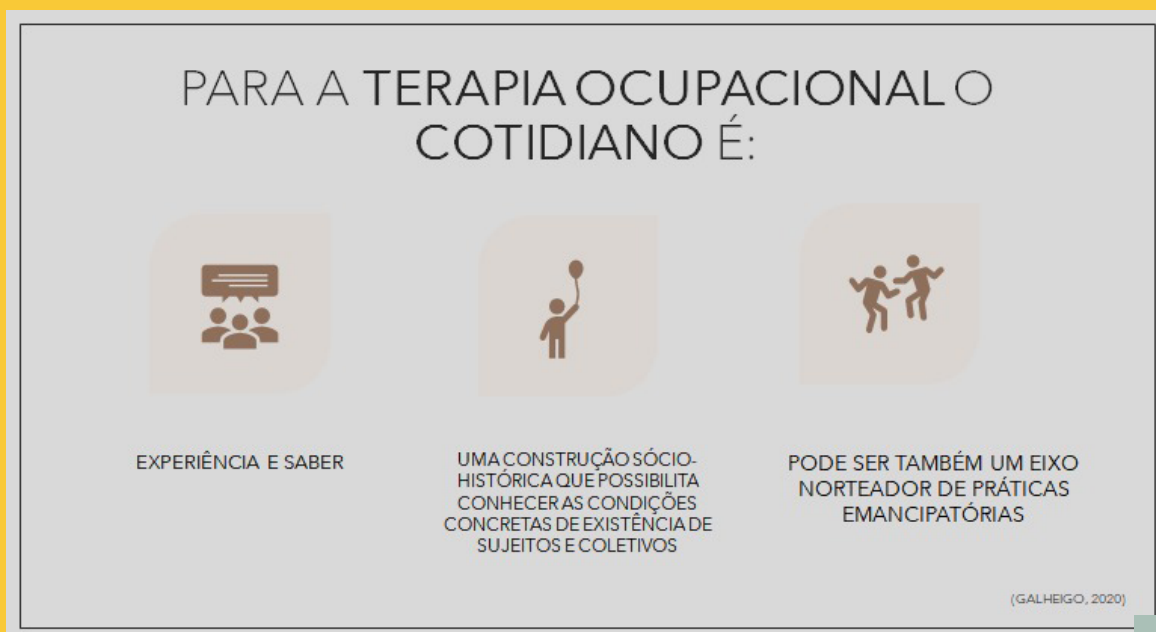 PARA A TERAPIA OCUPACIONAL O
COTIDIANO É:
EXPERIÊNCIA E SABER
UMA CONSTRUÇÃO SÓCIO-
HISTÓRICA QUE POSSIBILITA
CONHECER AS CONDIÇÕES
CONCRETAS DE EXISTÊNCIA DE
SUJEITOS E COLETIVOS
PODE SER TAMBÉM UM EIXO
NORTEADOR DE PRÁTICAS
EMANCIPATÓRIAS
(GALHEIGO, 2020)